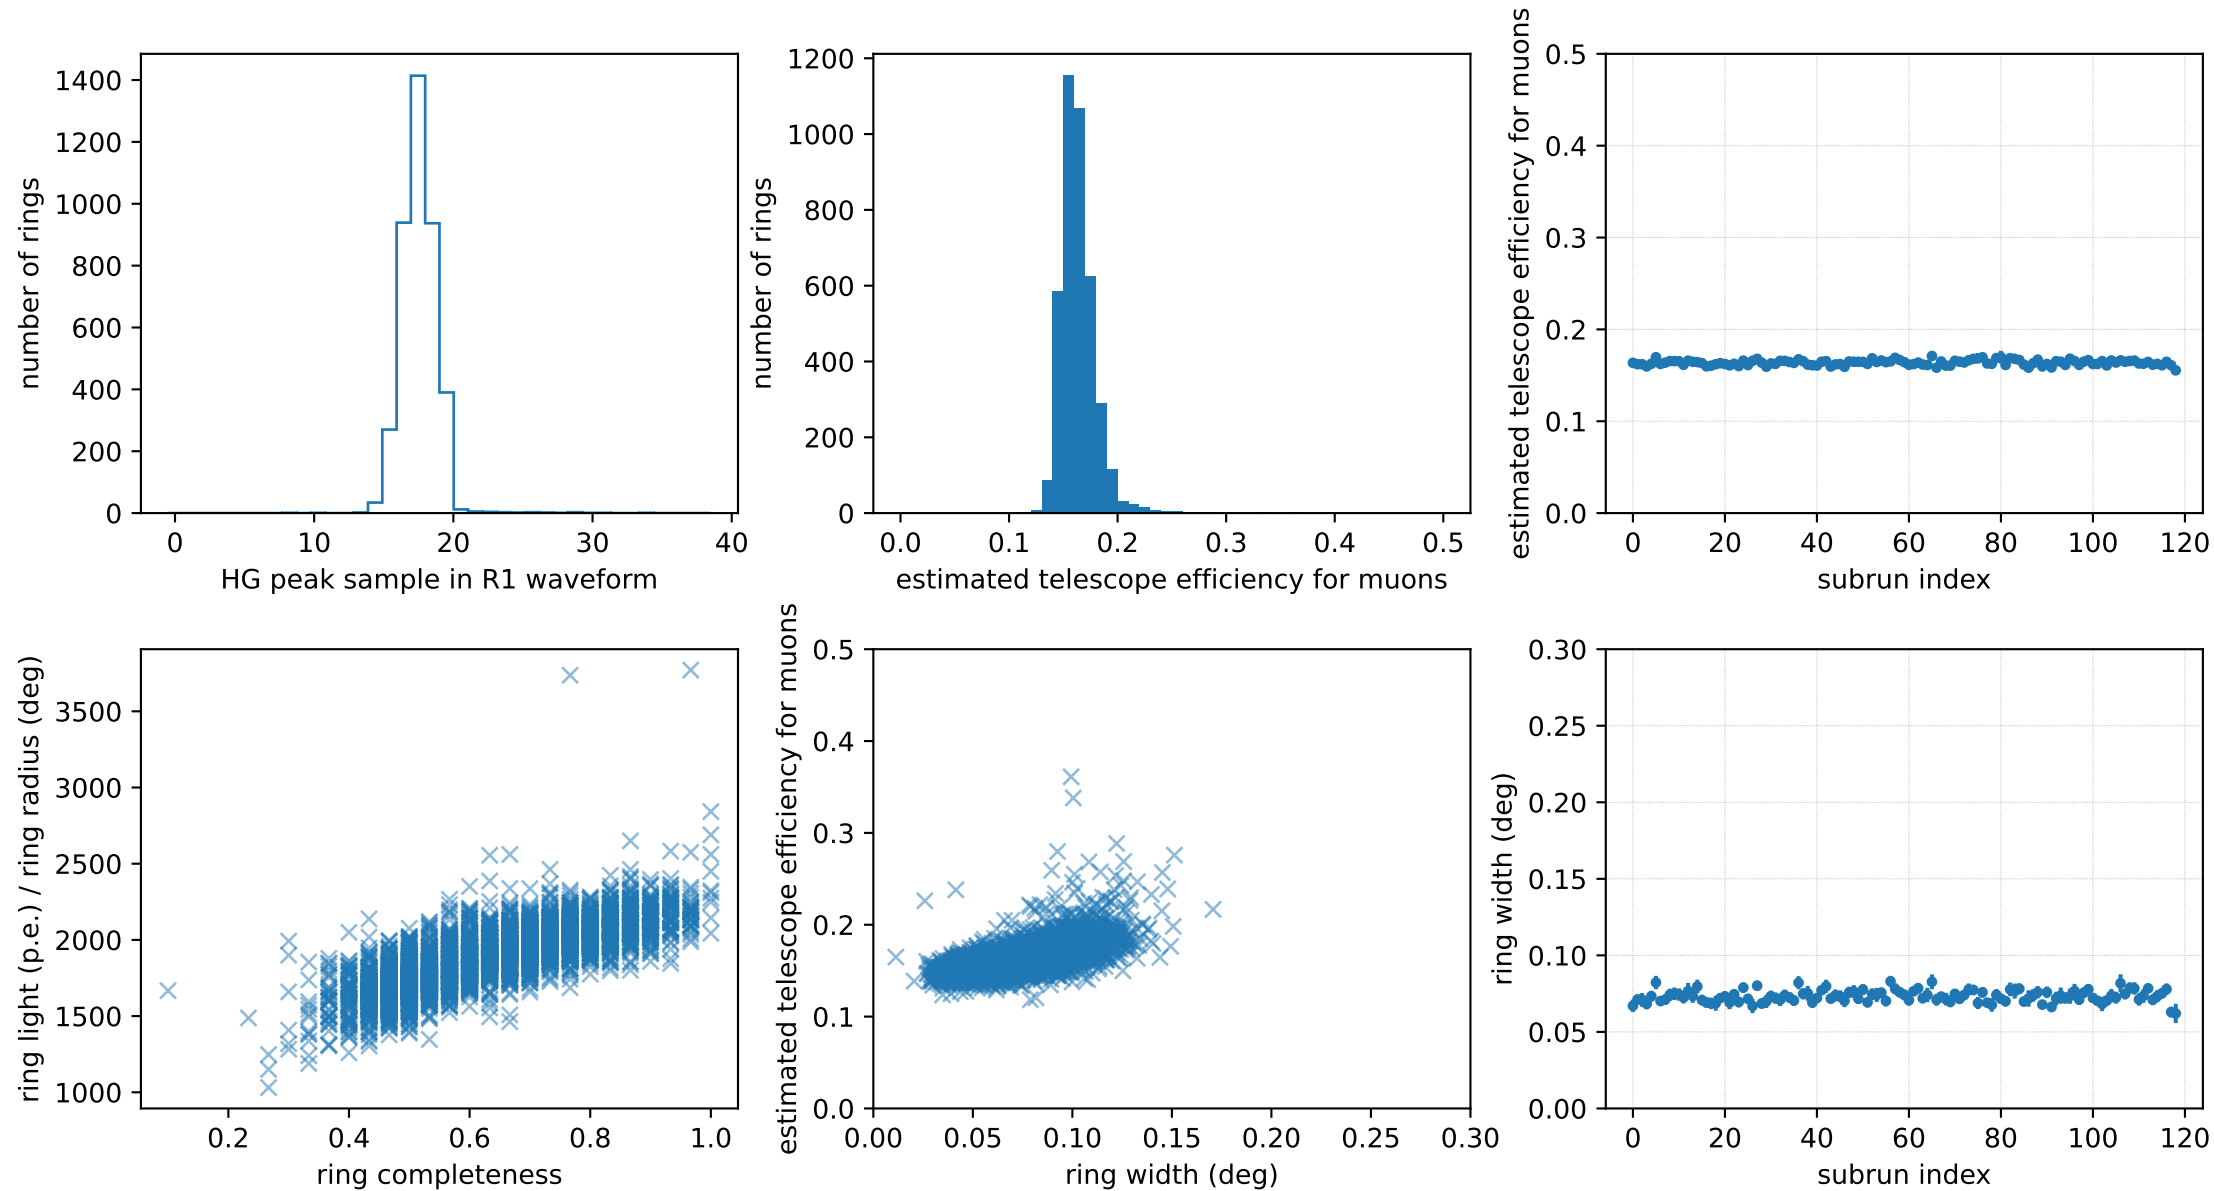 number of rings
1400
1200
1000
800
600
400
200
0
0 10 20 30 40
HG peak sample in R1 waveform
number of rings
1200
1000
800
600
400
200
0
0.0 0.1 0.2 0.3 0.4 0.5
estimated telescope efficiency for muons
estimated telescope efficiency for muons
0.5
0.4
0.3
0.2
0.1
0.0
0 20 40 60 80 100 120
subrun index
ring light (p.e.) / ring radius (deg)
3500
3000
2500
2000
1500
1000
0.2 0.4 0.6 0.8 1.0
ring completeness
estimated telescope efficiency for muons
0.5
0.4
0.3
0.2
0.1
0.0
0.00 0.05 0.10 0.15 0.20 0.25 0.30
ring width (deg)
ring width (deg)
0.30
0.25
0.20
0.15
0.10
0.05
0.00
0 20 40 60 80 100 120
subrun index